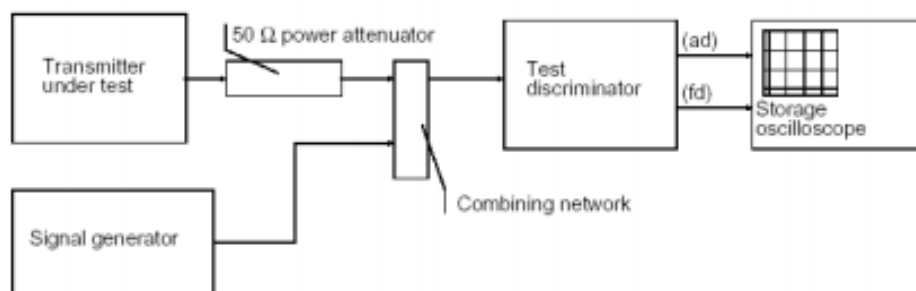 50 Ω power attenuator
Transmitter
under test
Test
discriminator
(ad)
(fd)
Storage
oscilloscope
Combining network
Signal generator